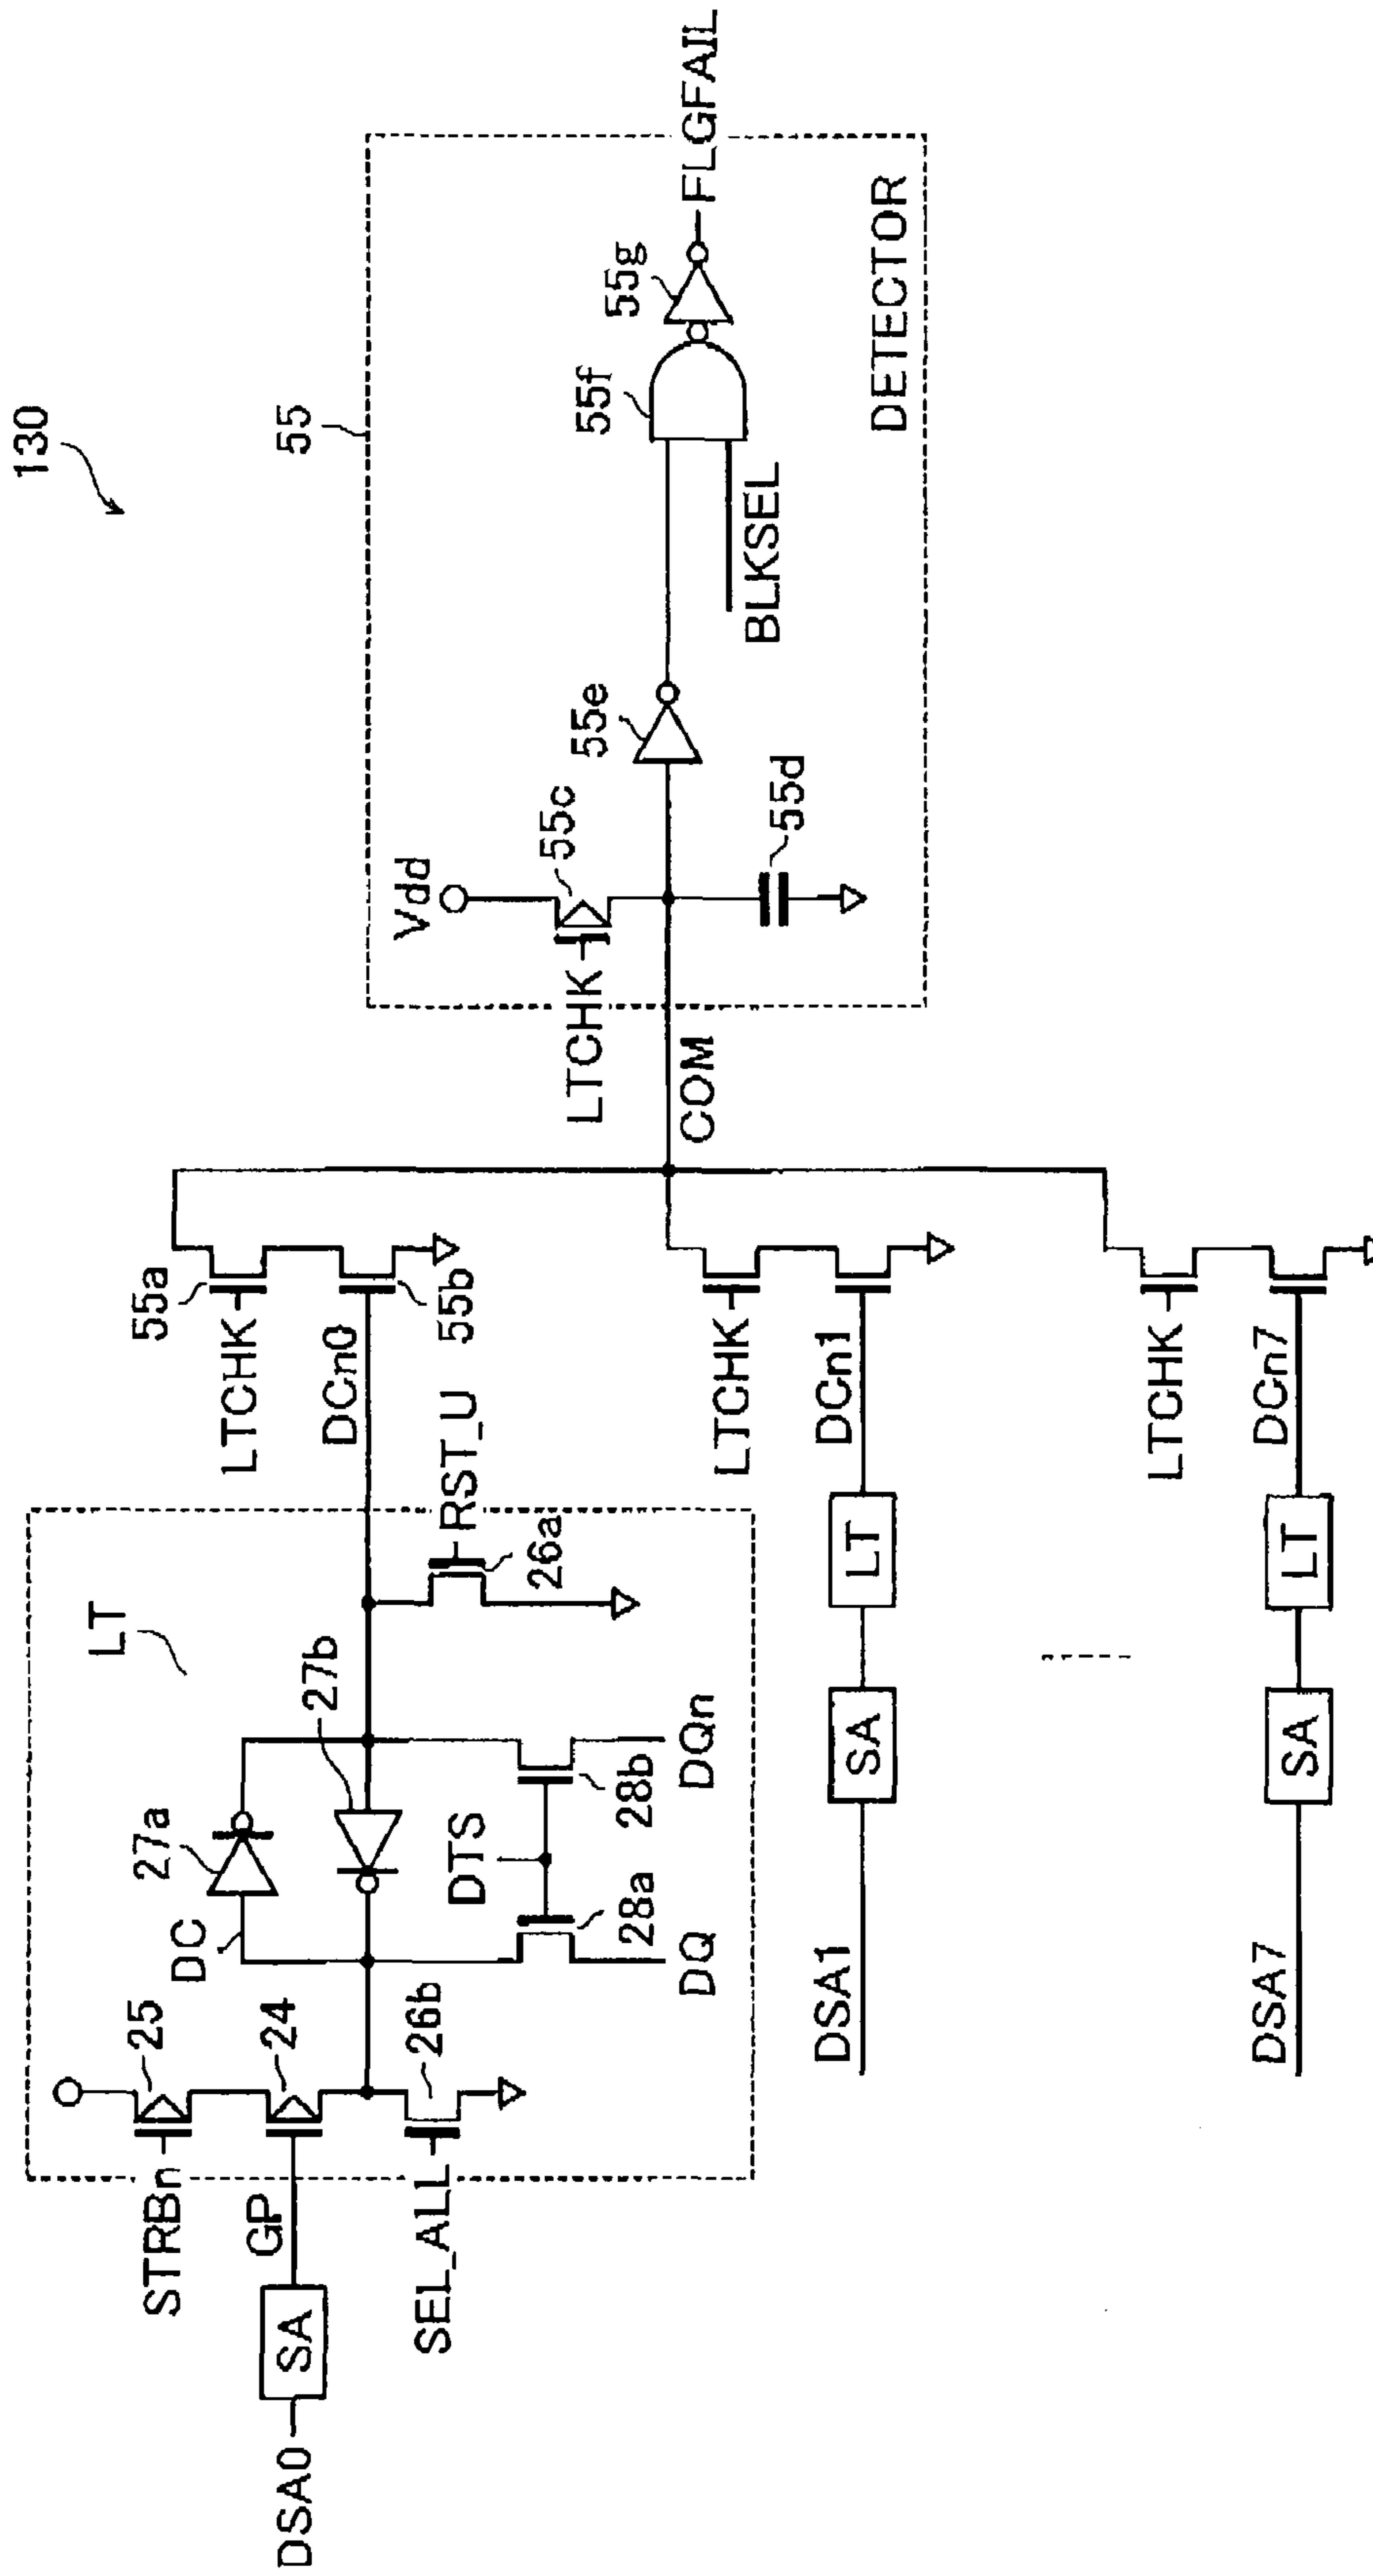 130
55
LT
STRBn
25
DSA0
SA
GP
24
SEL_ALL
26b
DC
27a
27b
DTS
28a
28b
DQ
DQn
RST_U
26a
LTCHK
55a
DCn0
55b
COM
LTCHK
Vdd
55c
55d
55e
55f
BLKSEL
55g
FLGFAIL
DETECTOR
DSA1
SA
LT
LTCHK
DCn1
DSA7
SA
LT
LTCHK
DCn7